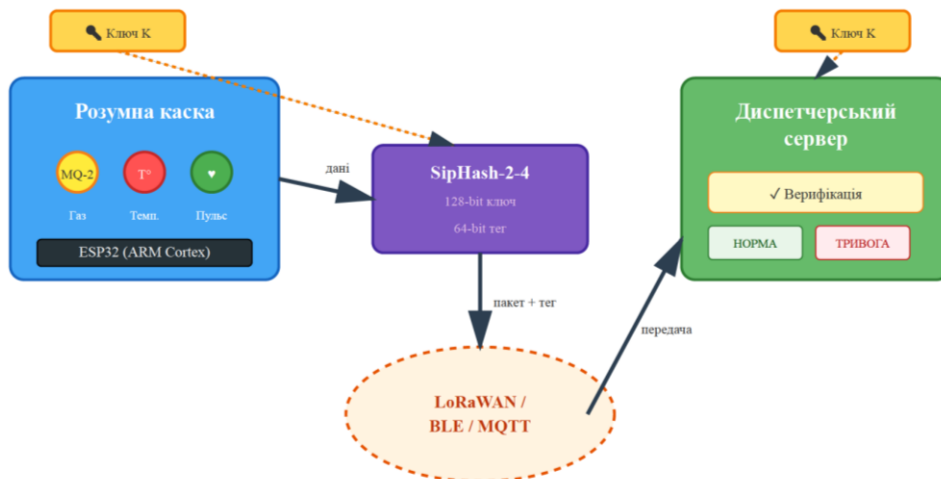 Ключ K
Ключ K
Розумна каска
MQ-2
T°
♥
Газ
Темп.
Пульс
ESP32 (ARM Cortex)
дані
SipHash-2-4
128-bit ключ
64-bit тег
пакет + тег
LoRaWAN /
BLE / MQTT
передача
Диспетчерський
сервер
✓ Верифікація
НОРМА
ТРИВОГА